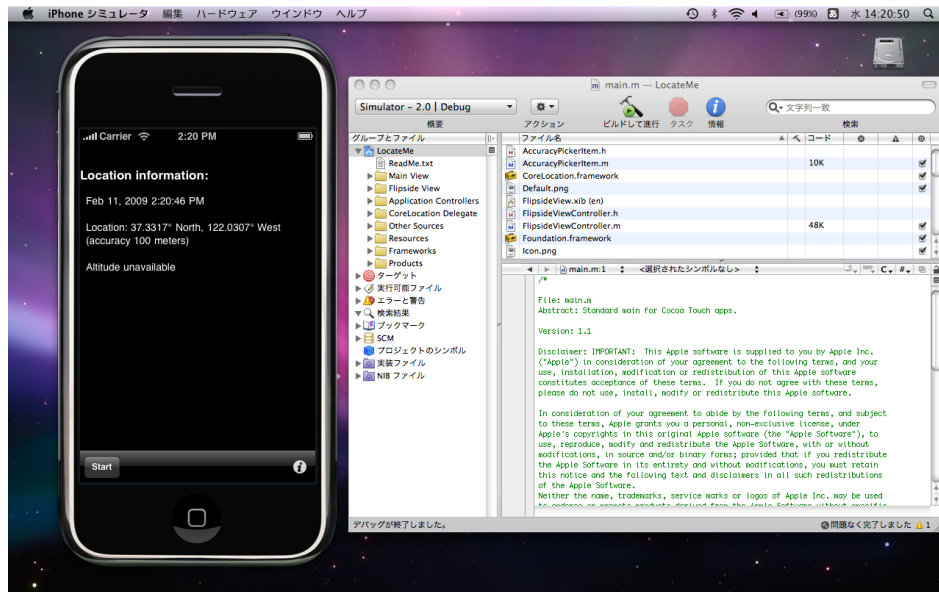 iPhone シミュレータ 編集 ハードウェア ウインドウ ヘルプ (99%) あ 水 14:20:50
Carrier 2:20 PM
Location information:
Feb 11, 2009 2:20:46 PM
Location: 37.3317° North, 122.0307° West
(accuracy 100 meters)
Altitude unavailable
Start
main.m — LocateMe
Simulator - 2.0 | Debug
文字列一致
概要 アクション ビルドして進行 タスク 情報 検索
グループとファイル
LocateMe
ReadMe.txt
Main View
Flipside View
Application Controllers
CoreLocation Delegate
Other Sources
Resources
Frameworks
Products
ターゲット
実行可能ファイル
エラーと警告
検索結果
ブックマーク
SCM
プロジェクトのシンボル
実装ファイル
NIB ファイル
ファイル名 コード
AccuracyPickerItem.h
AccuracyPickerItem.m 10K
CoreLocation.framework
Default.png
FlipsideView.xib (en)
FlipsideViewController.h
FlipsideViewController.m 48K
Foundation.framework
Icon.png
main.m:1 <選択されたシンボルなし> C, #,
/*
File: main.m
Abstract: Standard main for Cocoa Touch apps.
Version: 1.1
Disclaimer: IMPORTANT: This Apple software is supplied to you by Apple Inc.
("Apple") in consideration of your agreement to the following terms, and your
use, installation, modification or redistribution of this Apple software
constitutes acceptance of these terms. If you do not agree with these terms,
please do not use, install, modify or redistribute this Apple software.
In consideration of your agreement to abide by the following terms, and subject
to these terms, Apple grants you a personal, non-exclusive license, under
Apple's copyrights in this original Apple software (the "Apple Software"), to
use, reproduce, modify and redistribute the Apple Software, with or without
modifications, in source and/or binary forms; provided that if you redistribute
the Apple Software in its entirety and without modifications, you must retain
this notice and the following text and disclaimers in all such redistributions
of the Apple Software.
Neither the name, trademarks, service marks or logos of Apple Inc. may be used
to endorse or promote products derived from the Apple Software without specific
デバッグが終了しました。 問題なく完了しました 1